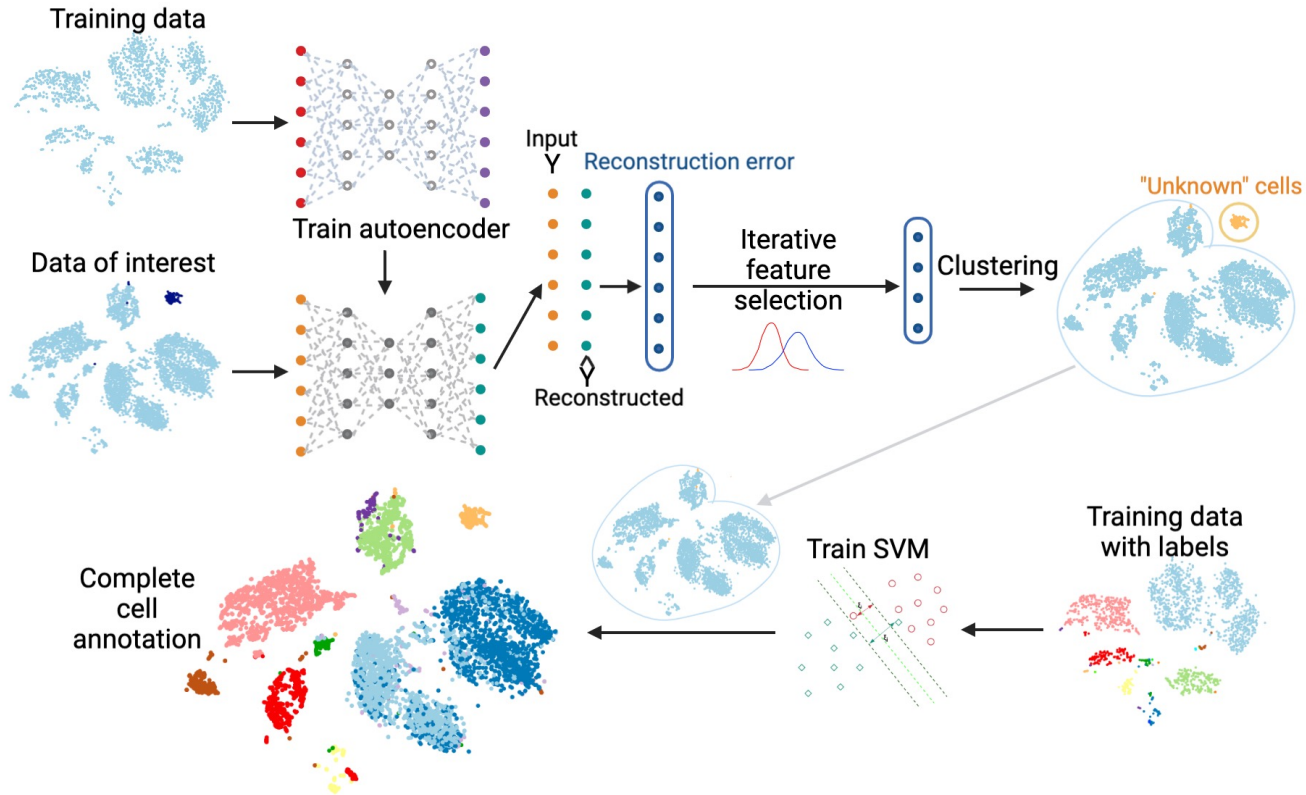 Training data
Input
Y
Reconstruction error
"Unknown" cells
Train autoencoder
Iterative
feature
selection
Data of interest
Clustering
Ŷ
Reconstructed
Training data
with labels
Train SVM
Complete
cell
annotation